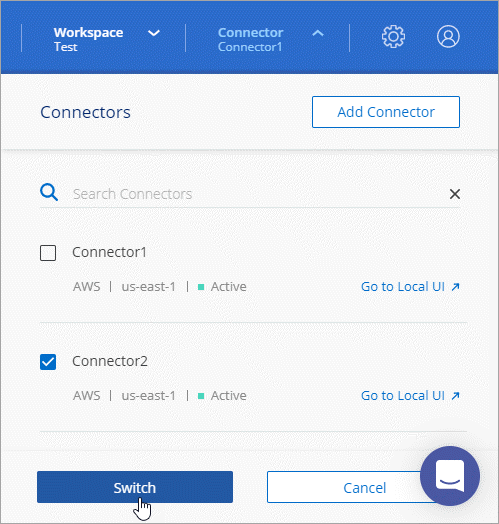 Workspace Connector
Test Connector1
Connectors Add Connector
Search Connectors
Connector1
AWS | us-east-1 | Active Go to Local UI
Connector2
AWS | us-east-1 | Active Go to Local UI
Switch Cancel